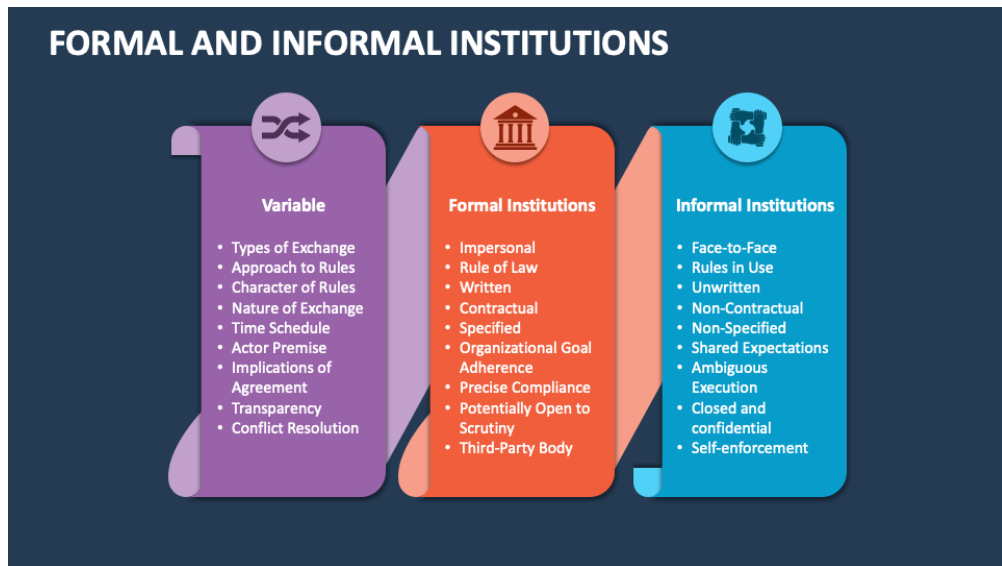 FORMAL AND INFORMAL INSTITUTIONS
Variable
• Types of Exchange
• Approach to Rules
• Character of Rules
• Nature of Exchange
• Time Schedule
• Actor Premise
• Implications of
Agreement
• Transparency
• Conflict Resolution
Formal Institutions
• Impersonal
• Rule of Law
• Written
• Contractual
• Specified
• Organizational Goal
Adherence
• Precise Compliance
• Potentially Open to
Scrutiny
• Third-Party Body
Informal Institutions
• Face-to-Face
• Rules in Use
• Unwritten
• Non-Contractual
• Non-Specified
• Shared Expectations
• Ambiguous
Execution
• Closed and
confidential
• Self-enforcement